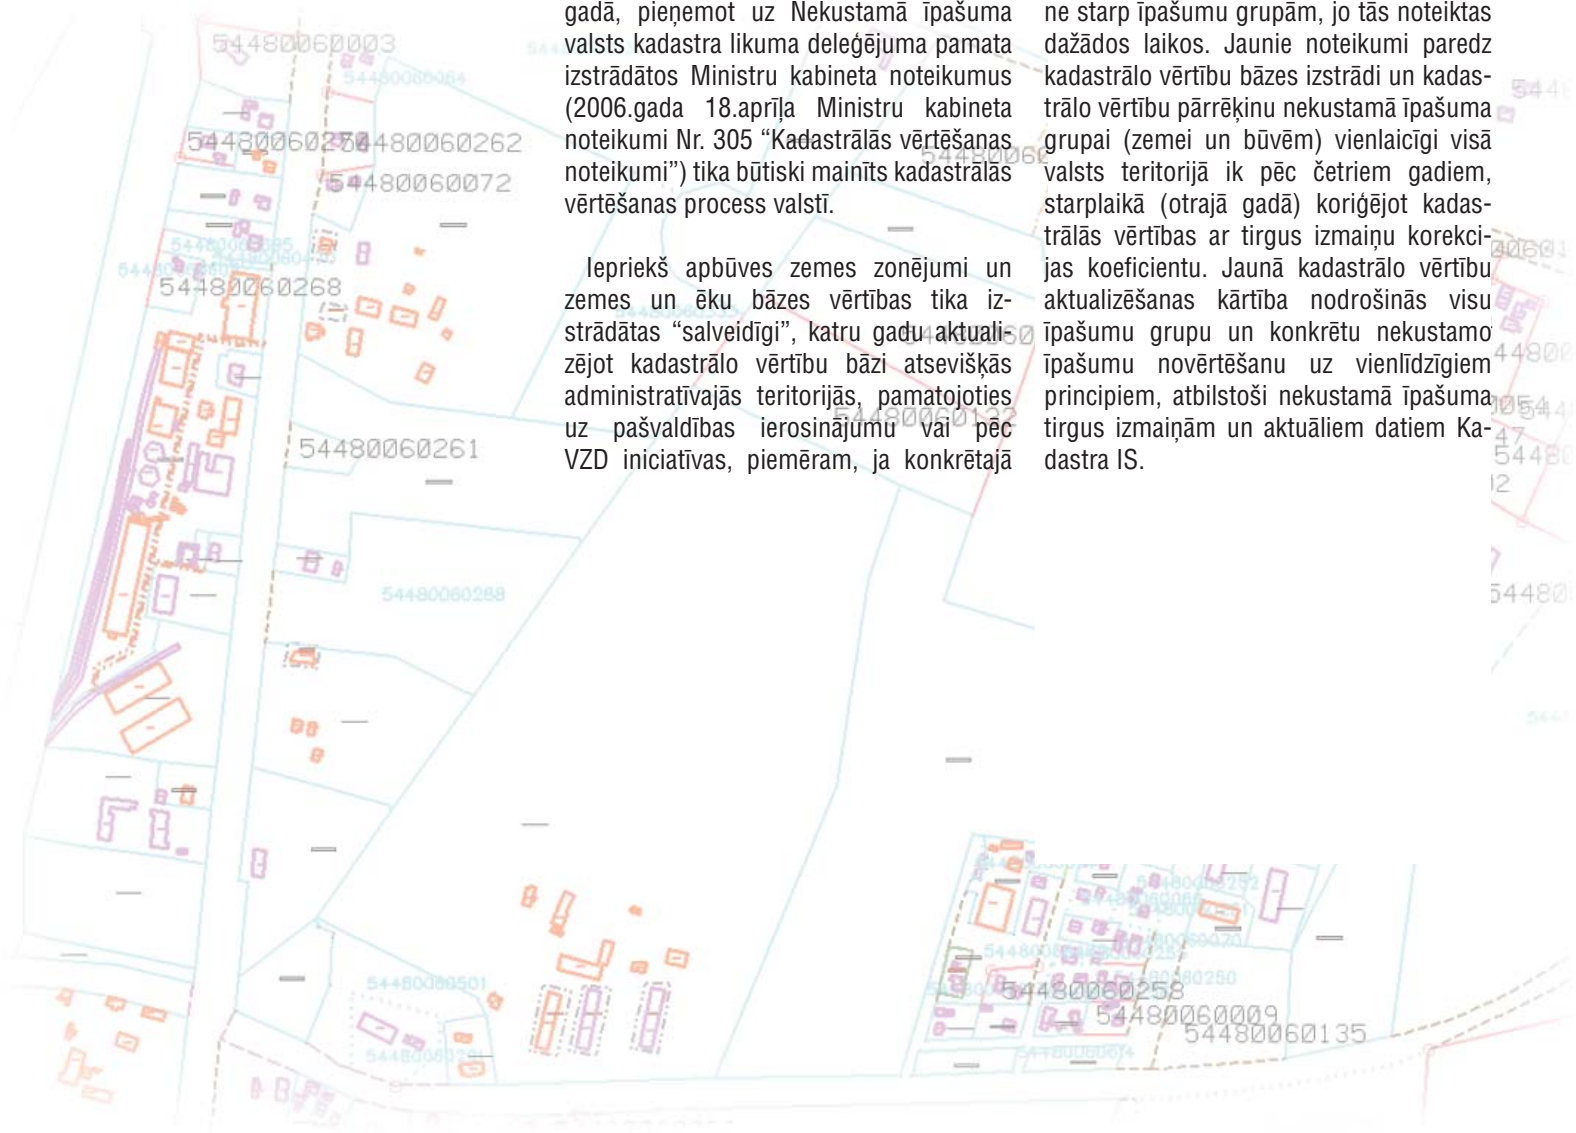 gadā, pieņemot uz Nekustamā īpašuma
valsts kadastra likuma deleģējuma pamata
izstrādātos Ministru kabineta noteikumus
(2006.gada 18.aprīļa Ministru kabineta
noteikumi Nr. 305 “Kadastrālās vērtēšanas
noteikumi”) tika būtiski mainīts kadastrālās
vērtēšanas process valstī.
Iepriekš apbūves zemes zonējumi un
zemes un ēku bāzes vērtības tika iz-
strādātas “salveidīgi”, katru gadu aktuali-
zējot kadastrālo vērtību bāzi atsevišķās
administratīvajās teritorijās, pamatojoties
uz pašvaldības ierosinājumu vai pēc
VZD iniciatīvas, piemēram, ja konkrētajā
ne starp īpašumu grupām, jo tās noteiktas
dažādos laikos. Jaunie noteikumi paredz
kadastrālo vērtību bāzes izstrādi un kadas-
trālo vērtību pārrēķinu nekustamā īpašuma
grupai (zemei un būvēm) vienlaicīgi visā
valsts teritorijā ik pēc četriem gadiem,
starplaikā (otrajā gadā) koriģējot kadas-
trālās vērtības ar tirgus izmaiņu korekci-
jas koeficientu. Jaunā kadastrālo vērtību
aktualizēšanas kārtība nodrošinās visu
īpašumu grupu un konkrētu nekustamo
īpašumu novērtēšanu uz vienlīdzīgiem
principiem, atbilstoši nekustamā īpašuma
tirgus izmaiņām un aktuāliem datiem Ka-
dastra IS.
54480060003
54480060064
54480060262
54480060072
54480060268
54480060261
54480060132
54480060268
54480060501
54480060250
54480060258
54480060009
54480060135